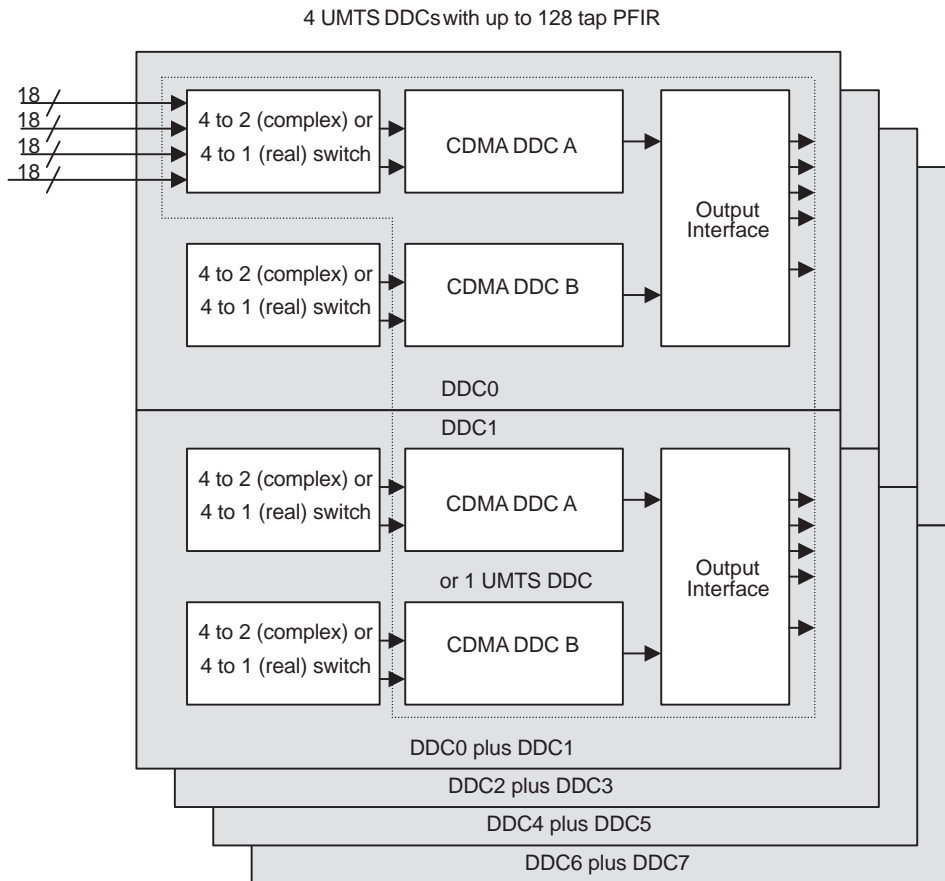 4 UMTS DDCs with up to 128 tap PFIR
18
18
18
18
4 to 2 (complex) or
4 to 1 (real) switch
CDMA DDC A
Output
Interface
4 to 2 (complex) or
4 to 1 (real) switch
CDMA DDC B
DDC0
DDC1
4 to 2 (complex) or
4 to 1 (real) switch
CDMA DDC A
or 1 UMTS DDC
Output
Interface
4 to 2 (complex) or
4 to 1 (real) switch
CDMA DDC B
DDC0 plus DDC1
DDC2 plus DDC3
DDC4 plus DDC5
DDC6 plus DDC7